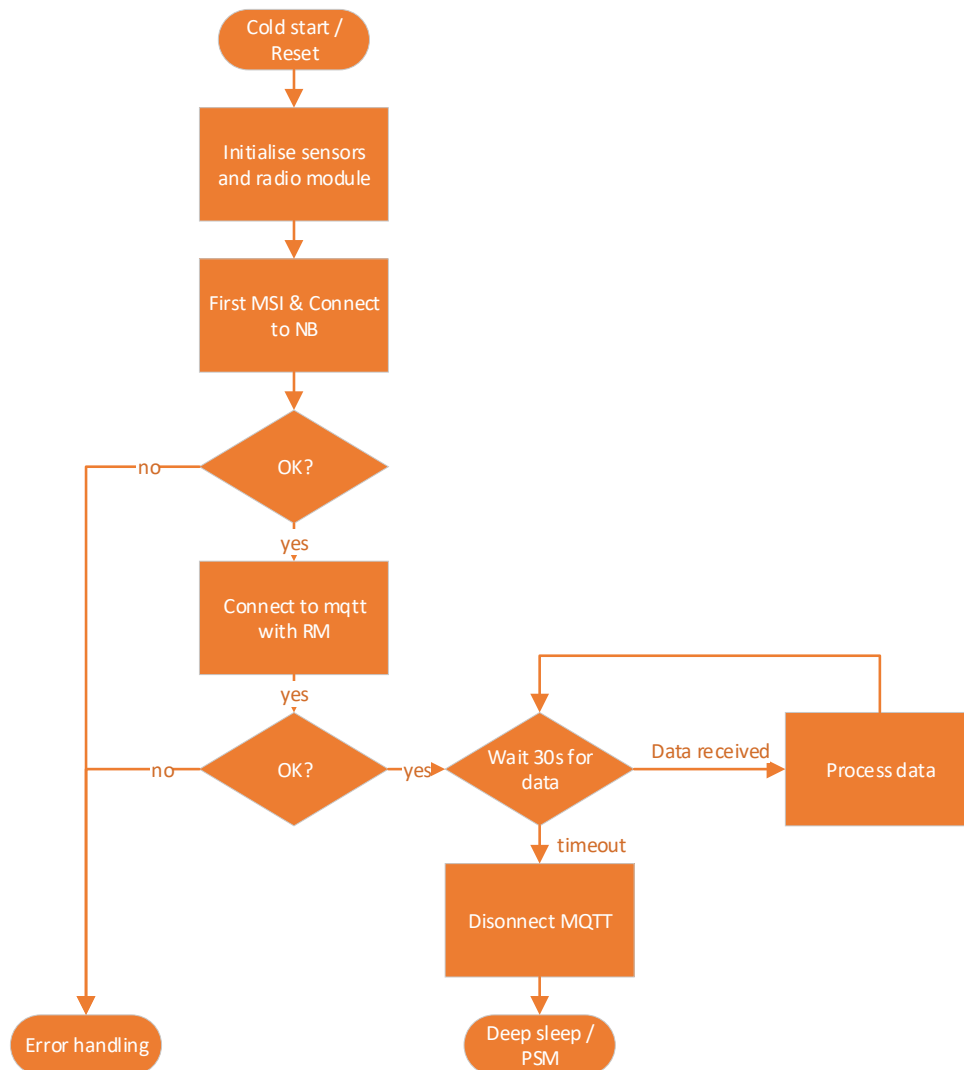 Cold start /
Reset
Initialise sensors
and radio module
First MSI & Connect
to NB
OK?
no
yes
Connect to mqtt
with RM
yes
OK?
no
yes
Wait 30s for
data
Data received
Process data
timeout
Disonnect MQTT
Error handling
Deep sleep /
PSM